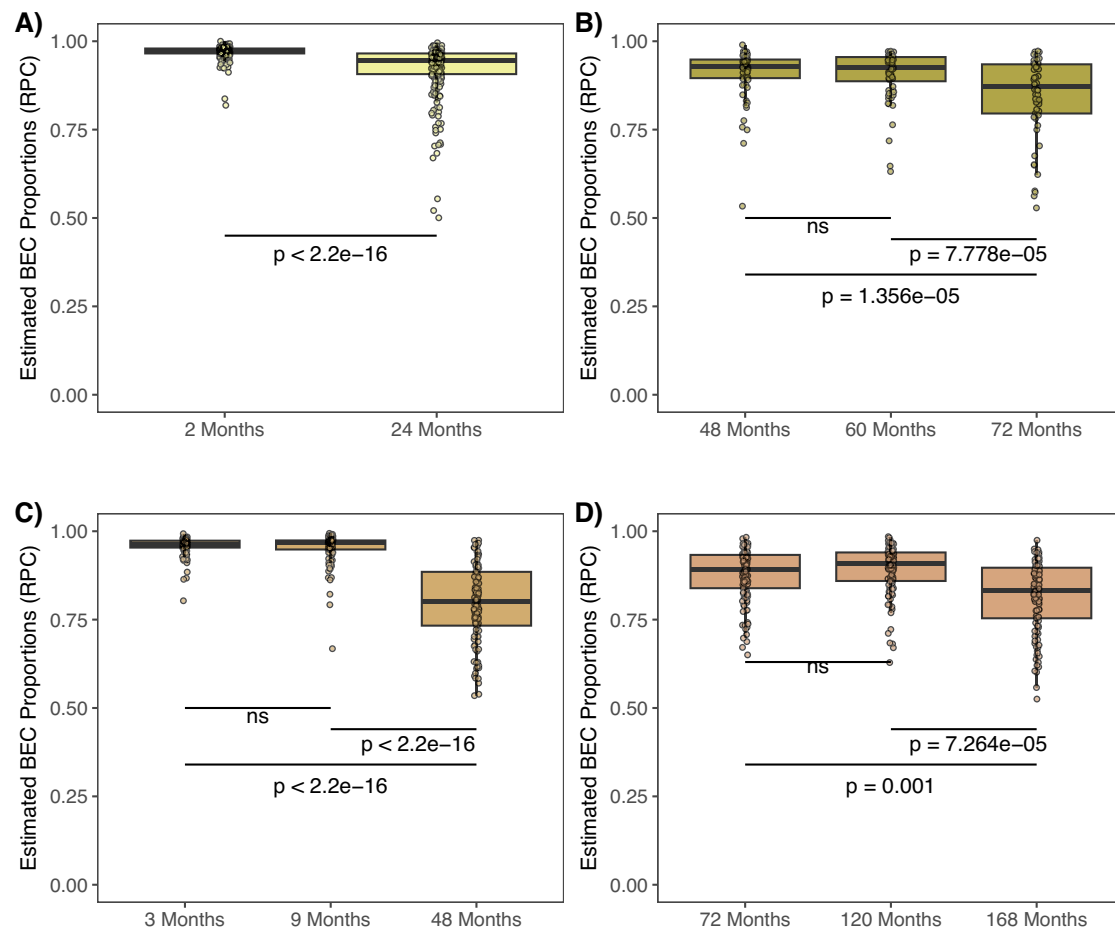 A)
Estimated BEC Proportions (RPC)
1.00
0.75
0.50
0.25
0.00
p < 2.2e−16
2 Months
24 Months
B)
Estimated BEC Proportions (RPC)
1.00
0.75
0.50
0.25
0.00
ns
p = 7.778e−05
p = 1.356e−05
48 Months
60 Months
72 Months
C)
Estimated BEC Proportions (RPC)
1.00
0.75
0.50
0.25
0.00
ns
p < 2.2e−16
p < 2.2e−16
3 Months
9 Months
48 Months
D)
Estimated BEC Proportions (RPC)
1.00
0.75
0.50
0.25
0.00
ns
p = 7.264e−05
p = 0.001
72 Months
120 Months
168 Months